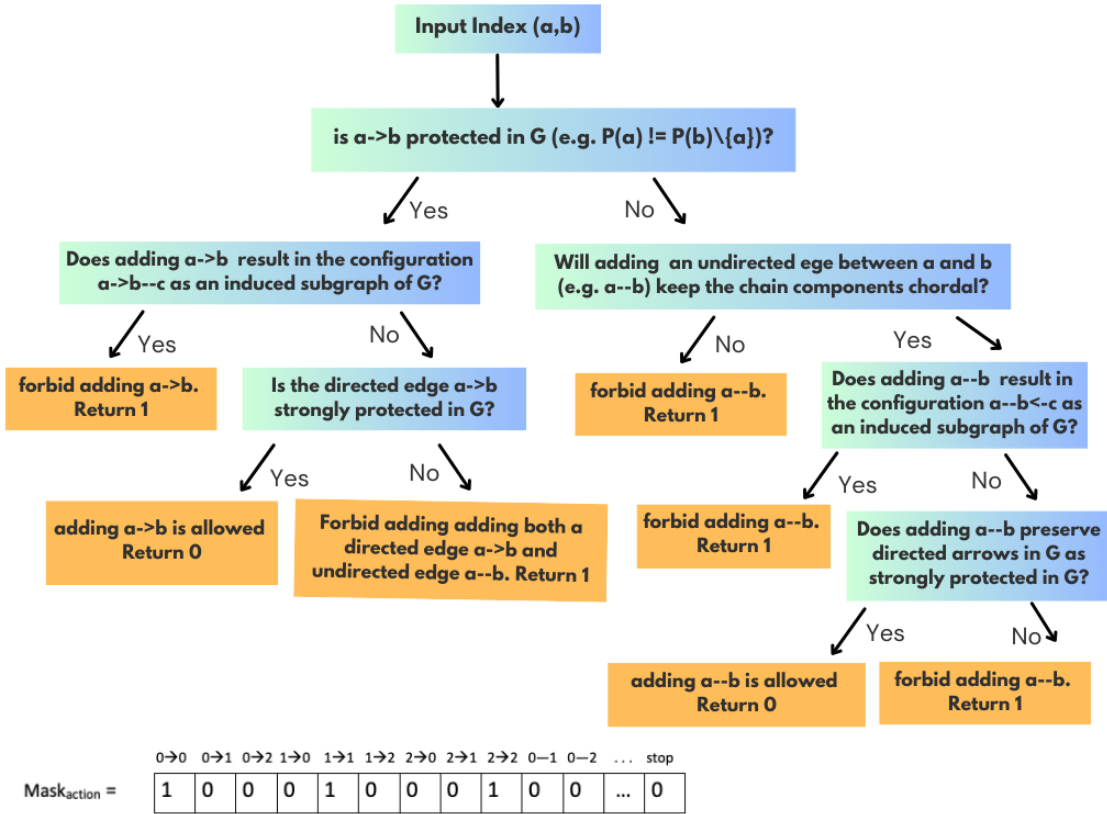 Input Index (a,b)
is a->b protected in G (e.g. P(a) != P(b)\{a})?
Yes
No
Does adding a->b result in the configuration
a->b--c as an induced subgraph of G?
Will adding an undirected ege between a and b
(e.g. a--b) keep the chain components chordal?
Yes
No
No
Yes
forbid adding a->b.
Return 1
Is the directed edge a->b
strongly protected in G?
forbid adding a--b.
Return 1
Does adding a--b result in
the configuration a--b<-c as
an induced subgraph of G?
Yes
No
Yes
No
adding a->b is allowed
Return 0
Forbid adding adding both a
directed edge a->b and
undirected edge a--b. Return 1
forbid adding a--b.
Return 1
Does adding a--b preserve
directed arrows in G as
strongly protected in G?
Yes
No
adding a--b is allowed
Return 0
forbid adding a--b.
Return 1
0→0 0→1 0→2 1→0 1→1 1→2 2→0 2→1 2→2 0—1 0—2 ... stop
Maskaction = 1 0 0 0 1 0 0 0 1 0 0 ... 0